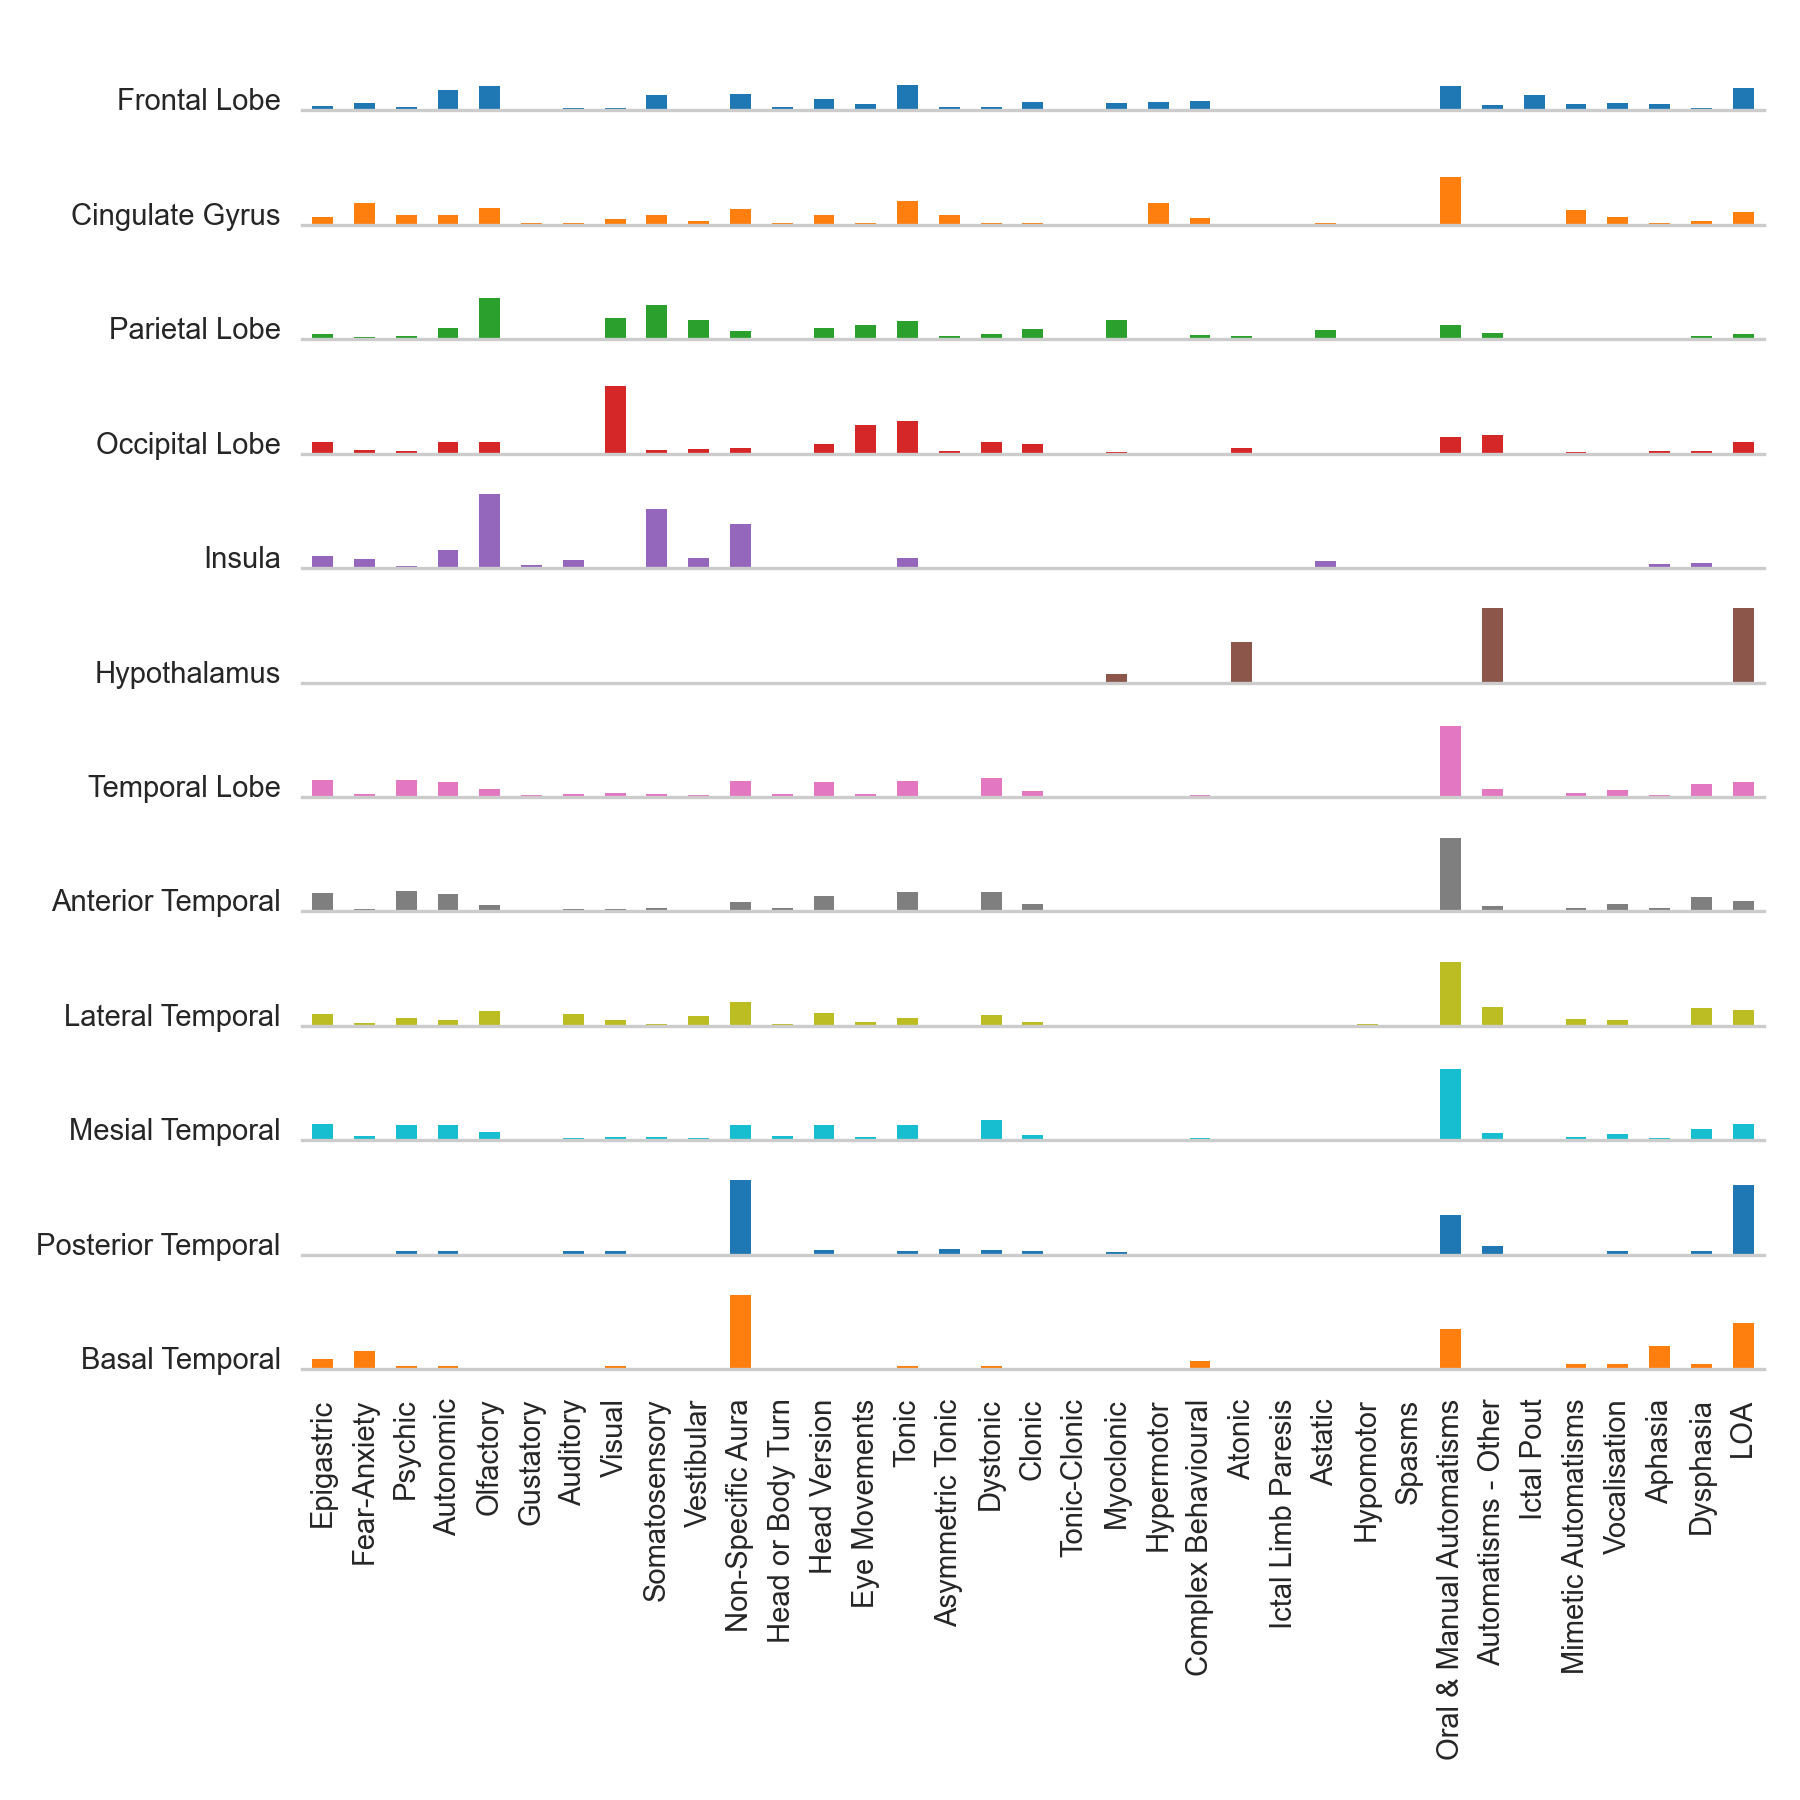 Frontal Lobe
Cingulate Gyrus
Parietal Lobe
Occipital Lobe
Insula
Hypothalamus
Temporal Lobe
Anterior Temporal
Lateral Temporal
Mesial Temporal
Posterior Temporal
Basal Temporal
Epigastric
Fear-Anxiety
Psychic
Autonomic
Olfactory
Gustatory
Auditory
Visual
Somatosensory
Vestibular
Non-Specific Aura
Head or Body Turn
Head Version
Eye Movements
Tonic
Asymmetric Tonic
Dystonic
Clonic
Tonic-Clonic
Myoclonic
Hypermotor
Complex Behavioural
Atonic
Ictal Limb Paresis
Astatic
Hypomotor
Spasms
Oral & Manual Automatisms
Automatisms - Other
Ictal Pout
Mimetic Automatisms
Vocalisation
Aphasia
Dysphasia
LOA